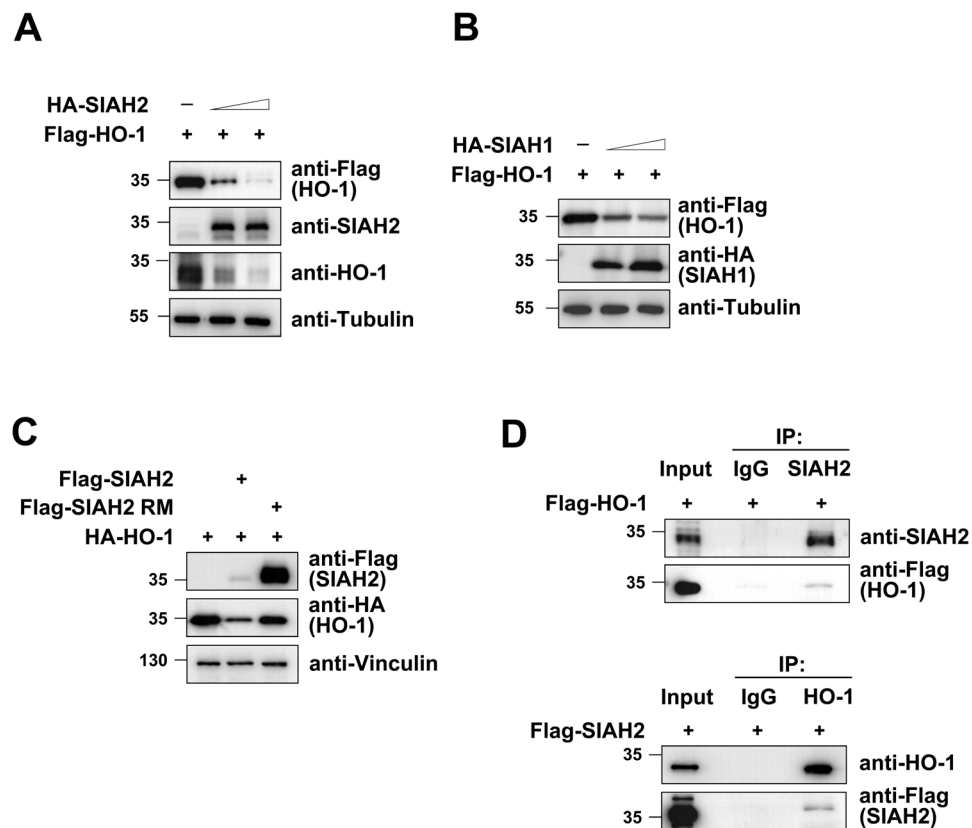 A
HA-SIAH2 –
Flag-HO-1 + + +
35 anti-Flag
(HO-1)
35 anti-SIAH2
35 anti-HO-1
55 anti-Tubulin
B
HA-SIAH1 –
Flag-HO-1 + + +
35 anti-Flag
(HO-1)
35 anti-HA
(SIAH1)
55 anti-Tubulin
C
Flag-SIAH2 +
Flag-SIAH2 RM +
HA-HO-1 + + +
35 anti-Flag
(SIAH2)
35 anti-HA
(HO-1)
130 anti-Vinculin
D
IP:
Input IgG SIAH2
Flag-HO-1 + + +
35 anti-SIAH2
35 anti-Flag
(HO-1)
IP:
Input IgG HO-1
Flag-SIAH2 + + +
35 anti-HO-1
35 anti-Flag
(SIAH2)